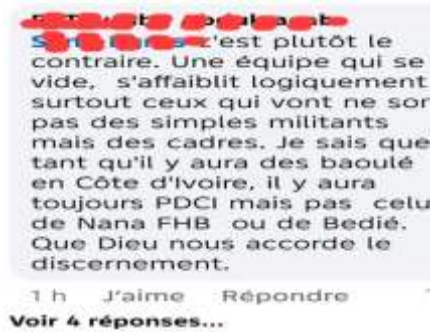 c'est plutôt le
contraire. Une équipe qui se
vide, s'affaiblit logiquement
surtout ceux qui vont ne son
pas des simples militants
mais des cadres. Je sais que
tant qu'il y aura des baoulé
en Côte d'Ivoire, il y aura
toujours PDCI mais pas celu
de Nana FHB ou de Bedié.
Que Dieu nous accorde le
discernement.
1 h J'aime Répondre
Voir 4 réponses...